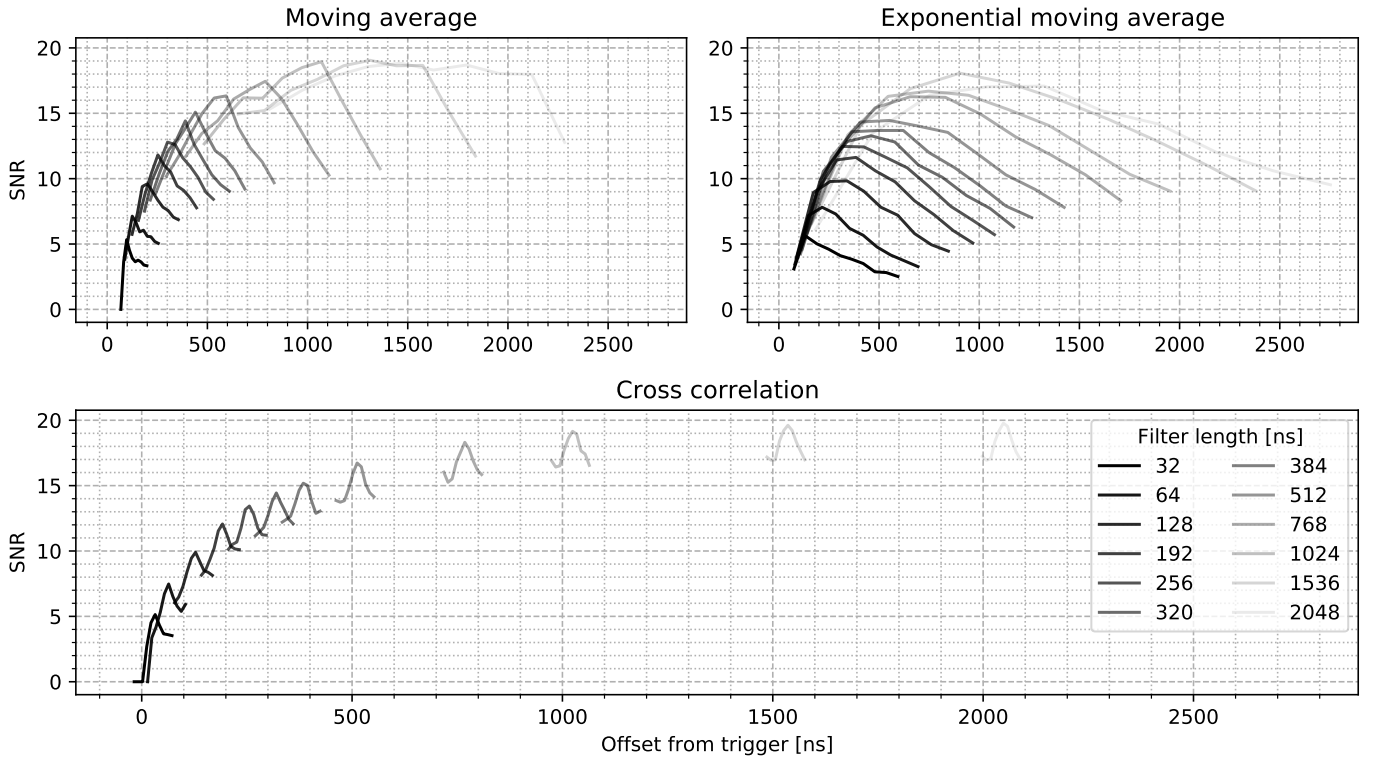 Moving average
Exponential moving average
20
15
10
5
0
SNR
0 500 1000 1500 2000 2500
20
15
10
5
0
0 500 1000 1500 2000 2500
Cross correlation
20
15
10
5
0
SNR
Filter length [ns]
32 384
64 512
128 768
192 1024
256 1536
320 2048
0 500 1000 1500 2000 2500
Offset from trigger [ns]